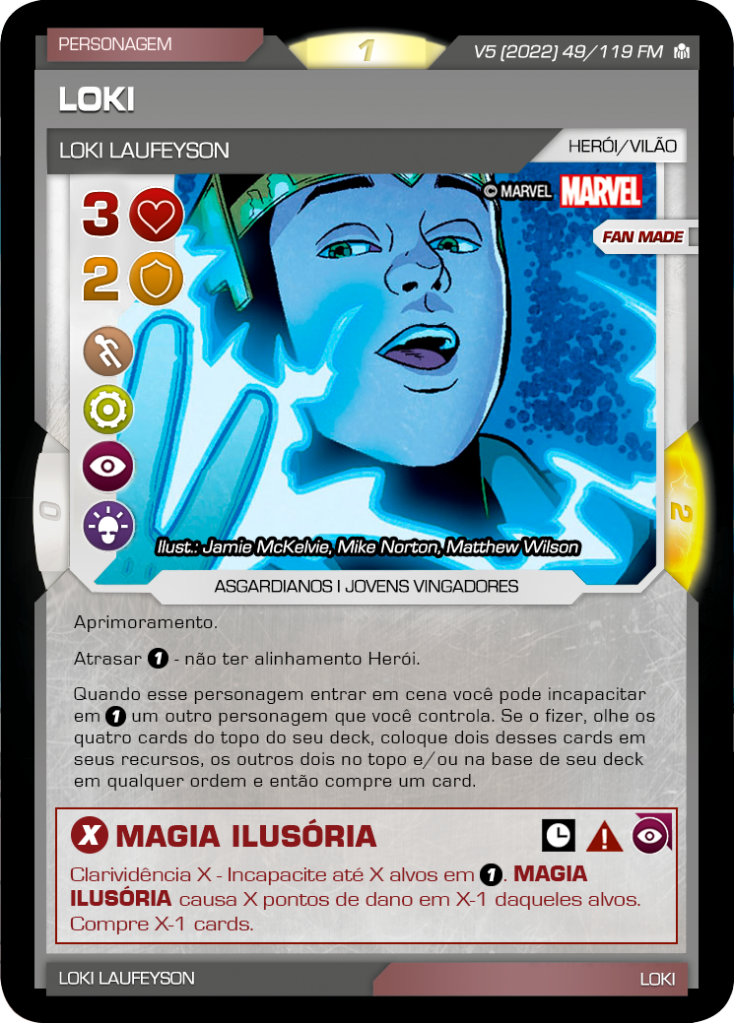 PERSONAGEM
1
V5 (2022) 49/119 FM
LOKI
LOKI LAUFEYSON
HERÓI/VILÃO
© MARVEL MARVEL
3
FAN MADE
2
0
2
Ilust.: Jamie McKelvie, Mike Norton, Matthew Wilson
ASGARDIANOS | JOVENS VINGADORES
Aprimoramento.
Atrasar 1 - não ter alinhamento Herói.
Quando esse personagem entrar em cena você pode incapacitar
em 1 um outro personagem que você controla. Se o fizer, olhe os
quatro cards do topo do seu deck, coloque dois desses cards em
seus recursos, os outros dois no topo e/ou na base de seu deck
em qualquer ordem e então compre um card.
X MAGIA ILUSÓRIA
Clarividência X - Incapacite até X alvos em 1. MAGIA
ILUSÓRIA causa X pontos de dano em X-1 daqueles alvos.
Compre X-1 cards.
LOKI LAUFEYSON
LOKI